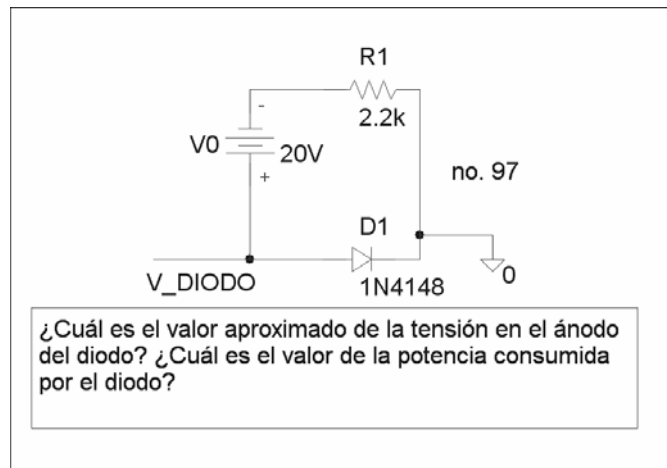 R1
-
2.2k
V0
20V
+
no. 97
D1
V_DIODO
1N4148
0
¿Cuál es el valor aproximado de la tensión en el ánodo
del diodo? ¿Cuál es el valor de la potencia consumida
por el diodo?